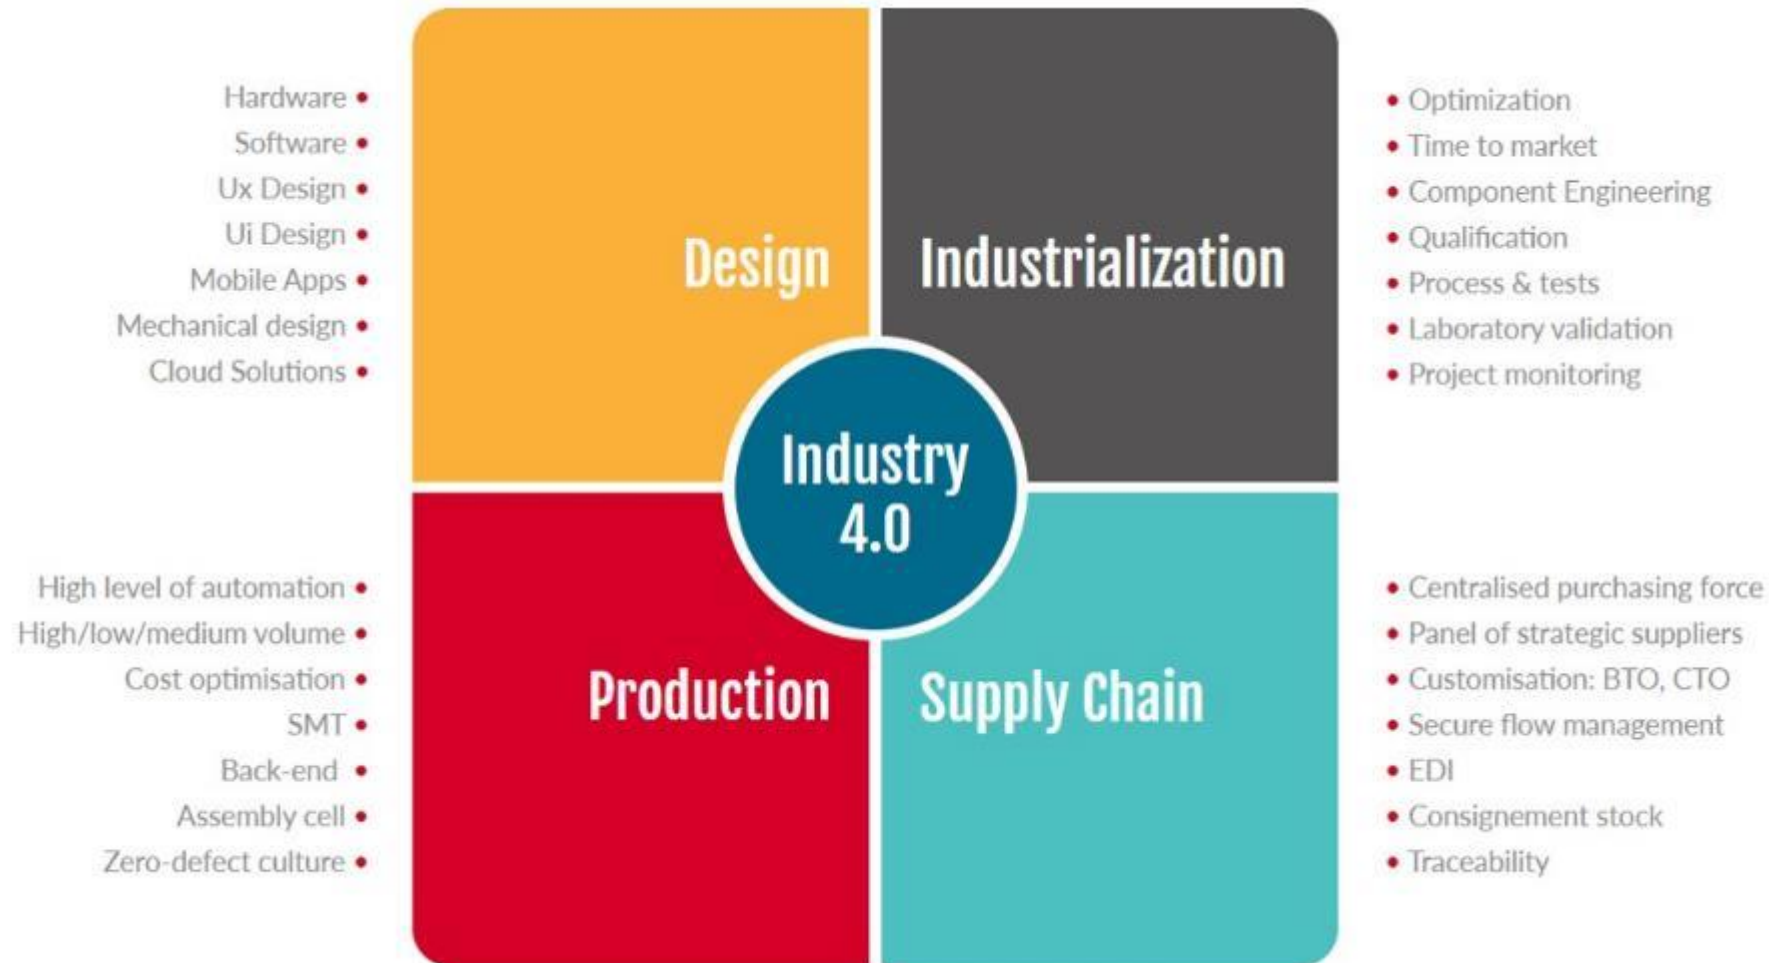 Hardware •
Software •
Ux Design •
Ui Design •
Mobile Apps •
Mechanical design •
Cloud Solutions •
Design
Industrialization
• Optimization
• Time to market
• Component Engineering
• Qualification
• Process & tests
• Laboratory validation
• Project monitoring
Industry
4.0
High level of automation •
High/low/medium volume •
Cost optimisation •
SMT •
Back-end •
Assembly cell •
Zero-defect culture •
Production
Supply Chain
• Centralised purchasing force
• Panel of strategic suppliers
• Customisation: BTO, CTO
• Secure flow management
• EDI
• Consignement stock
• Traceability